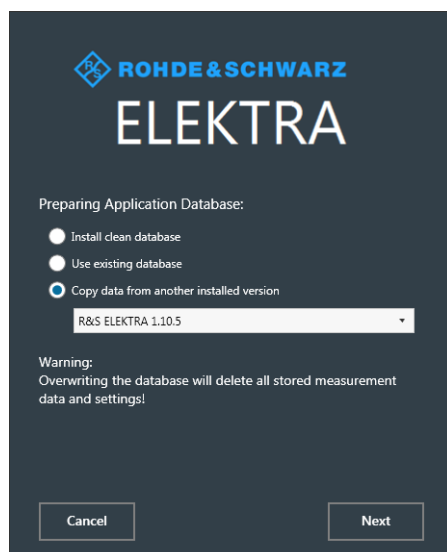 R&S ROHDE&SCHWARZ
ELEKTRA
Preparing Application Database:
Install clean database
Use existing database
Copy data from another installed version
R&S ELEKTRA 1.10.5
Warning:
Overwriting the database will delete all stored measurement
data and settings!
Cancel Next